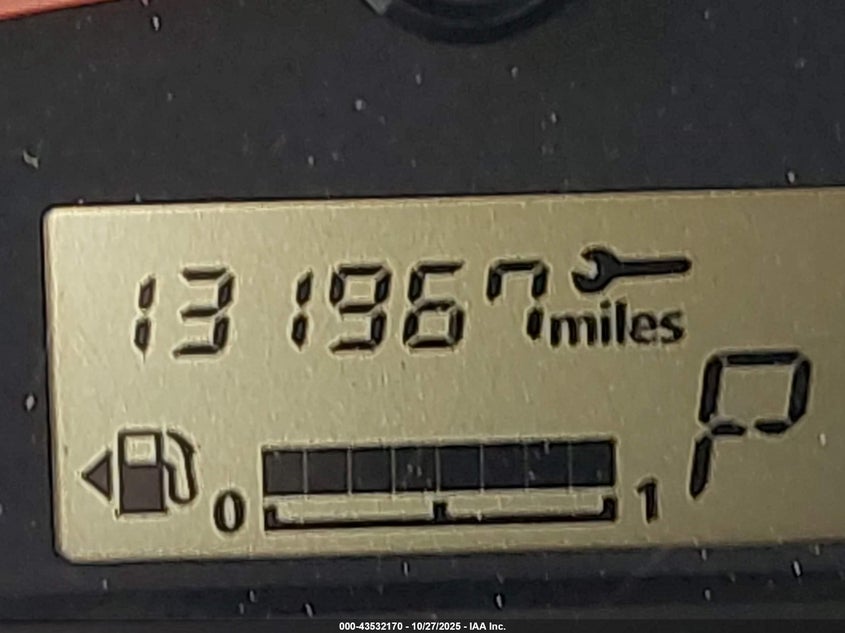 131967
miles
P
0 1
000-43532170 - 10/27/2025 - IAA Inc.